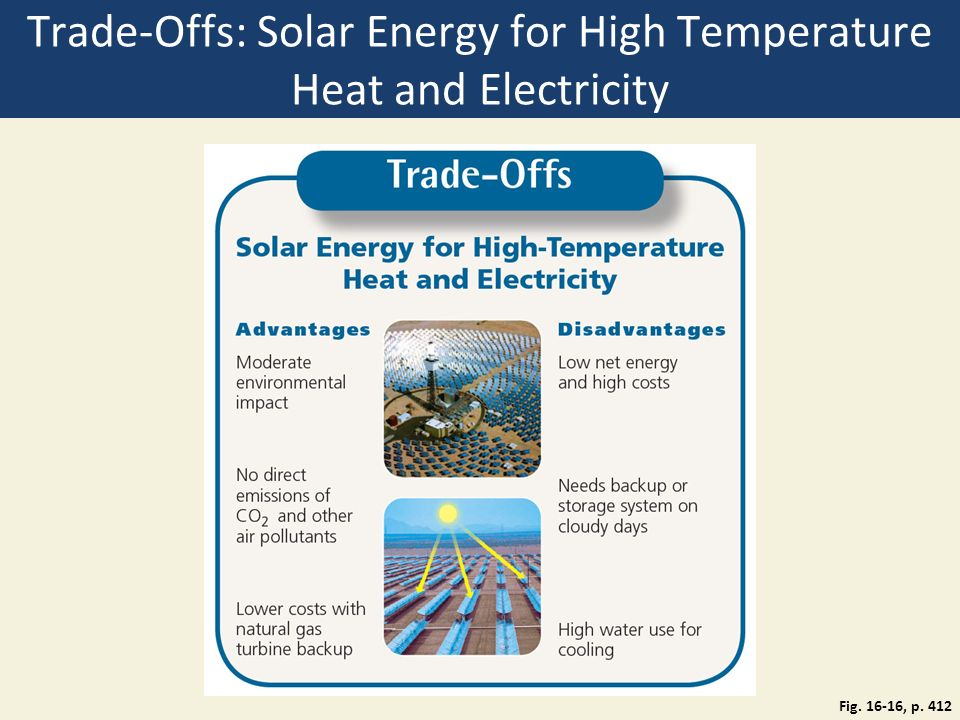 Trade-Offs: Solar Energy for High Temperature
Heat and Electricity
Trade-Offs
Solar Energy for High-Temperature
Heat and Electricity
Advantages
Moderate
environmental
impact
No direct
emissions of
CO2 and other
air pollutants
Lower costs with
natural gas
turbine backup
Disadvantages
Low net energy
and high costs
Needs backup or
storage system on
cloudy days
High water use for
cooling
Fig. 16-16, p. 412